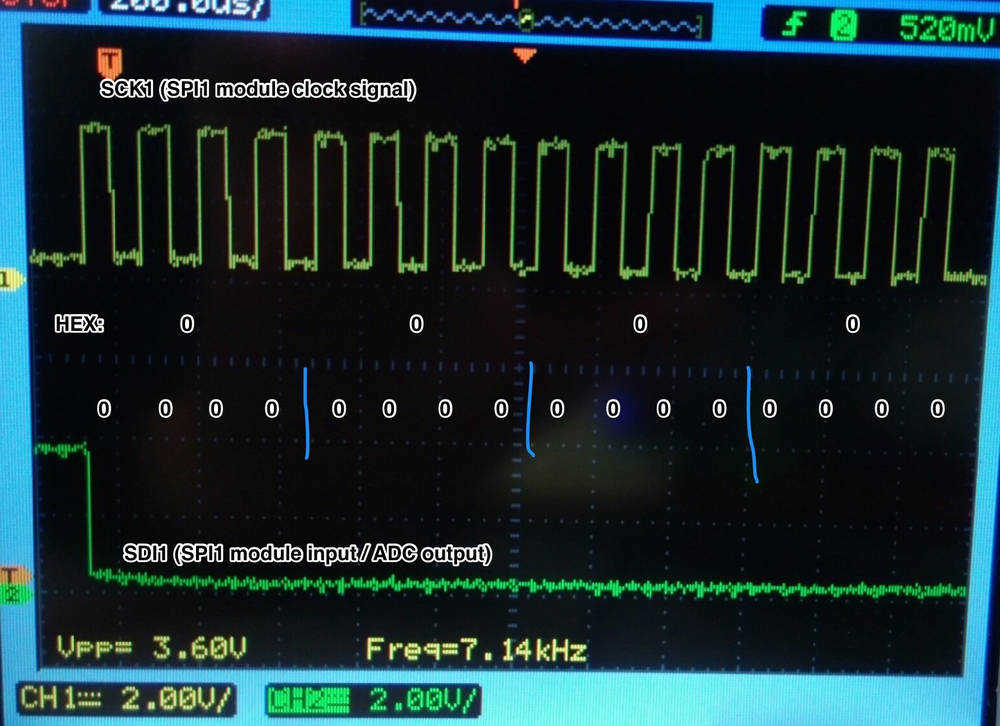 200.0us/
2 520mV
T
SCK1 (SPI1 module clock signal)
1
HEX: 0 0 0 0
0 0 0 0 0 0 0 0 0 0 0 0 0 0 0 0
SDI1 (SPI1 module input / ADC output)
T
2
Vpp= 3.60V Freq=7.14kHz
CH1 2.00V/ 2.00V/